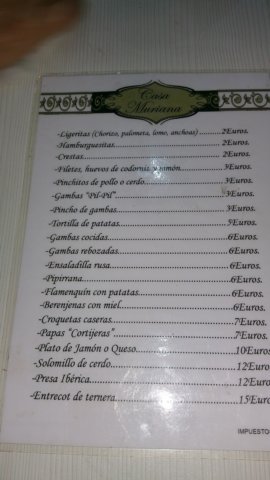 Casa
Muriana
-Ligeritas (Chorizo, palometa, lomo, anchoas)..........2Euros.
-Hamburguesitas..........2Euros.
-Crestas..........2Euros.
-Filetes, huevos de codorniz y jamón..........3Euros.
-Pinchitos de pollo o cerdo..........3Euros.
-Gambas "Pil-Pil"..........3Euros.
-Pincho de gambas..........3Euros.
-Tortilla de patatas..........5Euros.
-Gambas cocidas..........6Euros.
-Gambas rebozadas..........6Euros.
-Ensaladilla rusa..........6Euros.
-Pipirrana..........6Euros.
-Flamenquín con patatas..........6Euros.
-Berenjenas con miel..........6Euros.
-Croquetas caseras..........7Euros.
-Papas "Cortijeras"..........7Euros.
-Plato de Jamón o Queso..........10Euros.
-Solomillo de cerdo..........12Euros.
-Presa Ibérica..........12Euros.
-Entrecot de ternera..........15Euros.
IMPUESTO